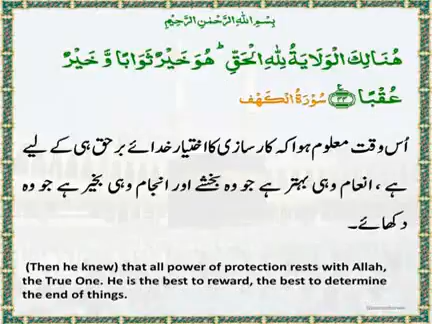 بِسْمِ اللهِ الرَّحْمٰنِ الرَّحِيْمِ
هُنَالِكَ الْوَلَايَةُ لِلّٰهِ الْحَقِّ ؕ هُوَ خَيْرٌ ثَوَابًا وَّ خَيْرٌ
عُقْبًا ﴿۴۴﴾ سُوْرَةُ الْكَهْف
اُس وقت معلوم ہوا کہ کارسازی کا اختیار خدائے برحق ہی کے لیے
ہے، انعام وہی بہتر ہے جو وہ بخشے اور انجام وہی بخیر ہے جو وہ
دکھائے۔
(Then he knew) that all power of protection rests with Allah,
the True One. He is the best to reward, the best to determine
the end of things.